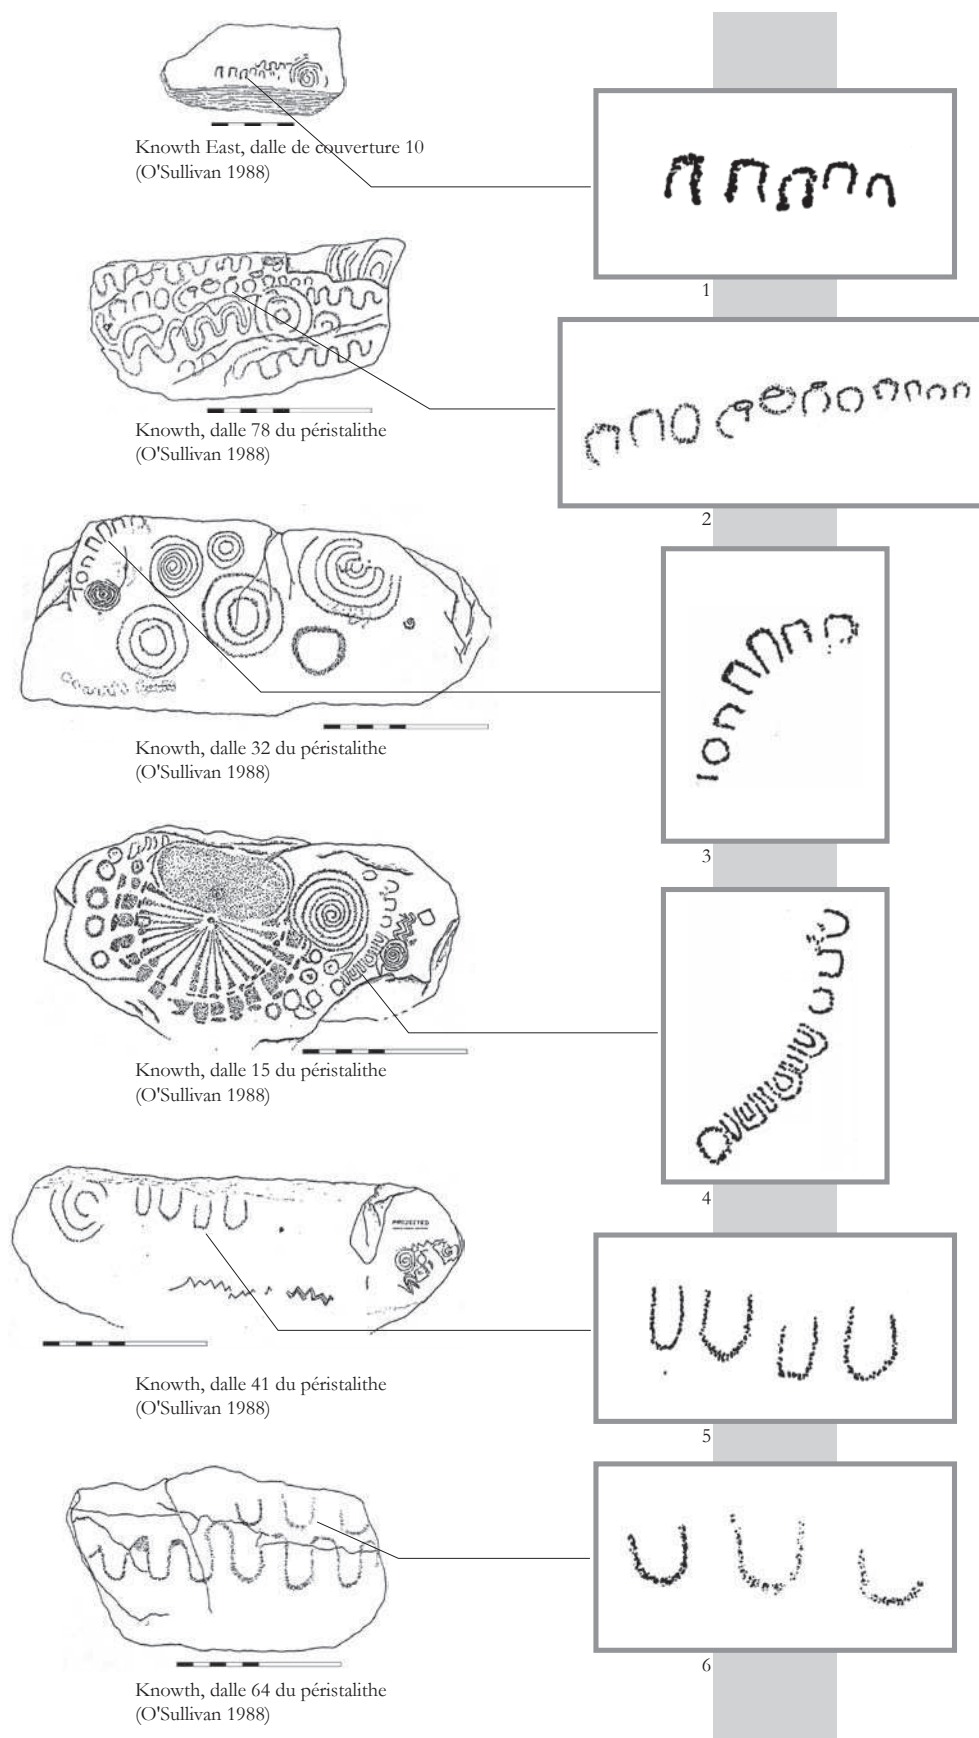 Knowth East, dalle de couverture 10
(O'Sullivan 1988)
1
Knowth, dalle 78 du péristalithe
(O'Sullivan 1988)
2
Knowth, dalle 32 du péristalithe
(O'Sullivan 1988)
3
Knowth, dalle 15 du péristalithe
(O'Sullivan 1988)
4
PROJECTED
Knowth, dalle 41 du péristalithe
(O'Sullivan 1988)
5
Knowth, dalle 64 du péristalithe
(O'Sullivan 1988)
6